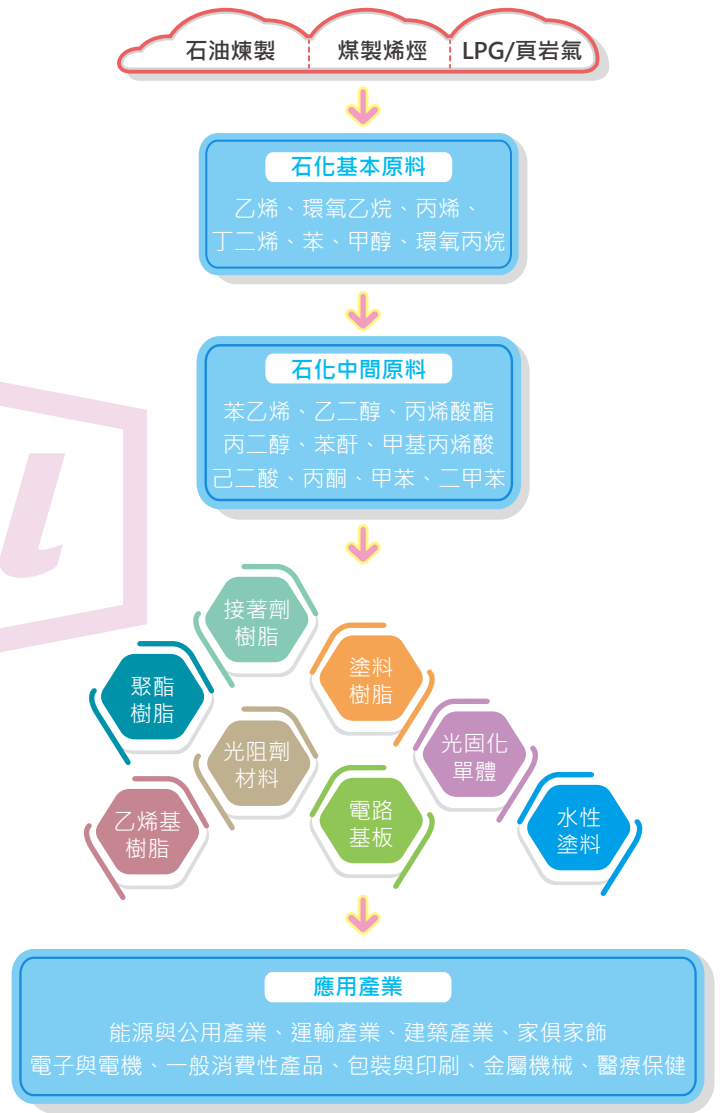 石油煉製 煤製烯烴 LPG/頁岩氣
石化基本原料
乙烯、環氧乙烷、丙烯、
丁二烯、苯、甲醇、環氧丙烷
石化中間原料
苯乙烯、乙二醇、丙烯酸酯
丙二醇、苯酐、甲基丙烯酸
己二酸、丙酮、甲苯、二甲苯
接著劑
樹脂
塗料
樹脂
聚酯
樹脂
光阻劑
材料
光固化
單體
乙烯基
樹脂
電路
基板
水性
塗料
應用產業
能源與公用產業、運輸產業、建築產業、家俱家飾
電子與電機、一般消費性產品、包裝與印刷、金屬機械、醫療保健